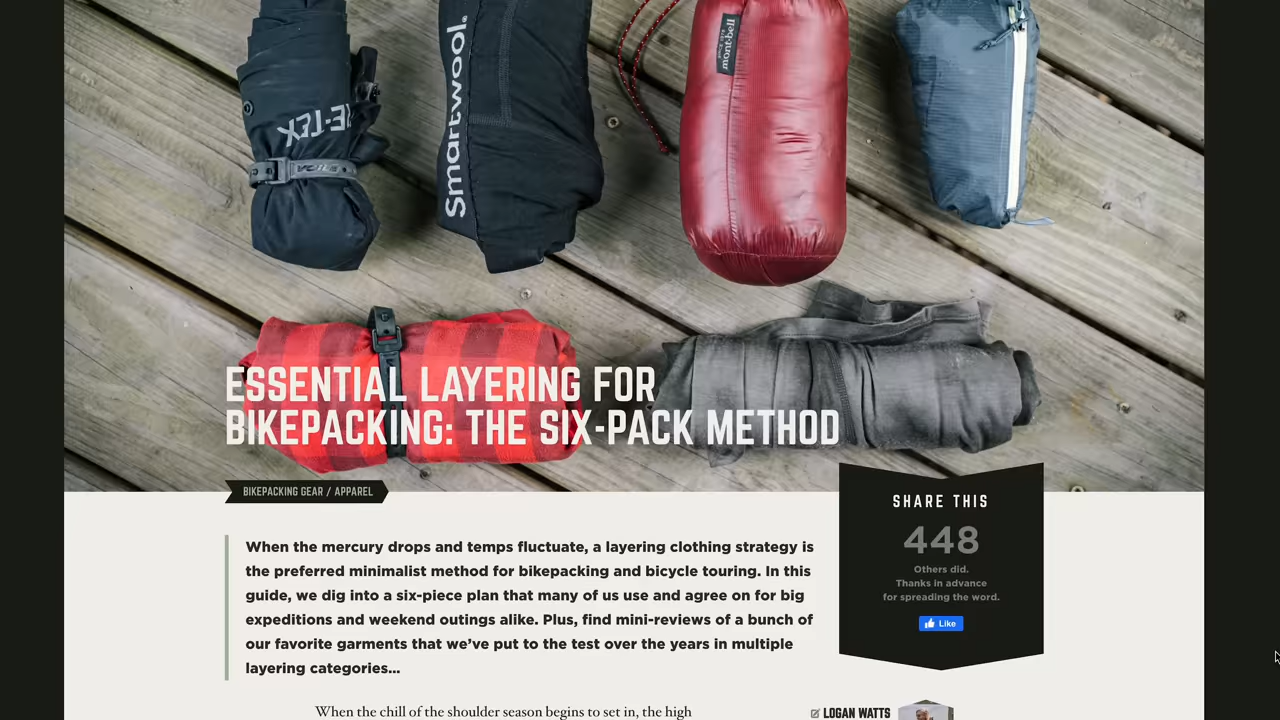 Smartwool.
mont-bell
ESSENTIAL LAYERING FOR
BIKEPACKING: THE SIX-PACK METHOD
BIKEPACKING GEAR / APPAREL
SHARE THIS
448
Others did.
Thanks in advance
for spreading the word.
Like
When the mercury drops and temps fluctuate, a layering clothing strategy is
the preferred minimalist method for bikepacking and bicycle touring. In this
guide, we dig into a six-piece plan that many of us use and agree on for big
expeditions and weekend outings alike. Plus, find mini-reviews of a bunch of
our favorite garments that we’ve put to the test over the years in multiple
layering categories...
When the chill of the shoulder season begins to set in, the high
LOGAN WATTS